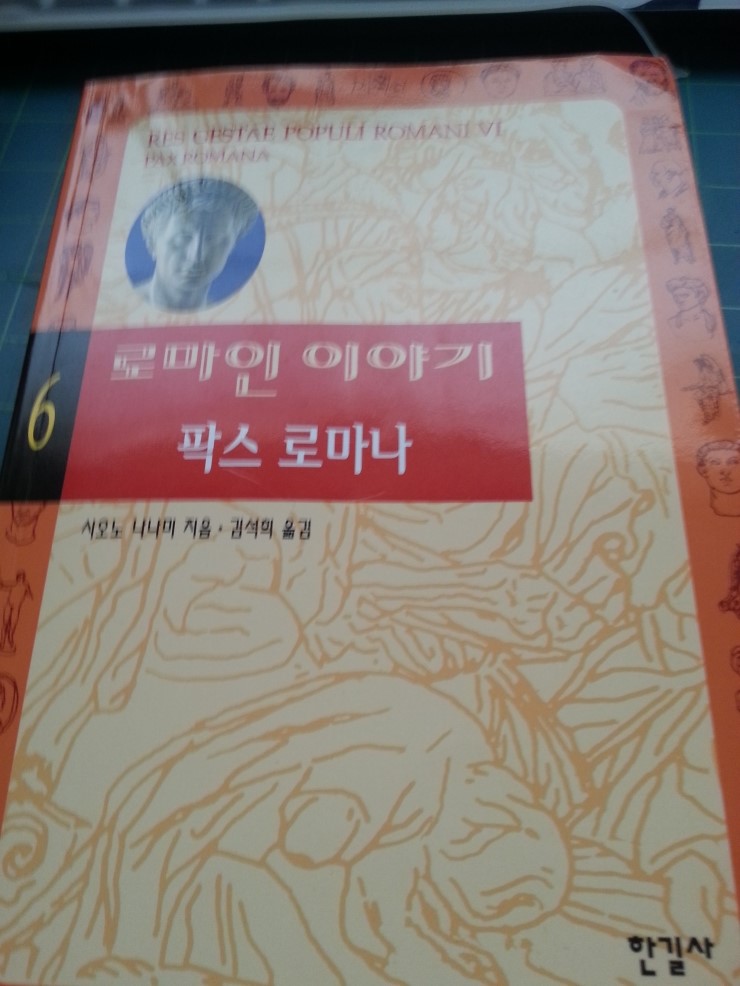 RES GESTAE POPULI ROMANI VI
PAX ROMANA
로마인 이야기
6
팍스 로마나
시오노 나나미 지음 · 김석희 옮김
한길사